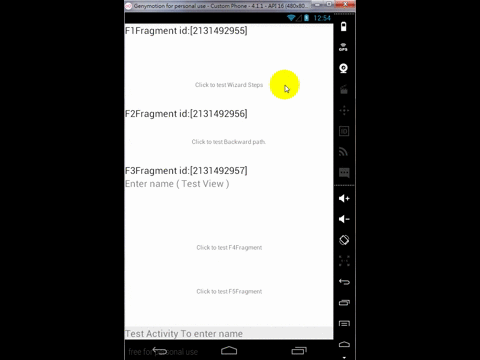 Genymotion for personal use - Custom Phone - 4.1.1 - API 16 (480x80
12:54
F1Fragment id:[2131492955]
GPS
Click to test Wizard Steps
F2Fragment id:[2131492956]
ID
Click to test Backward path
F3Fragment id:[2131492957]
Enter name ( Test View )
Click to test F4Fragment
Click to test F5Fragment
Test Activity To enter name
free for personal use